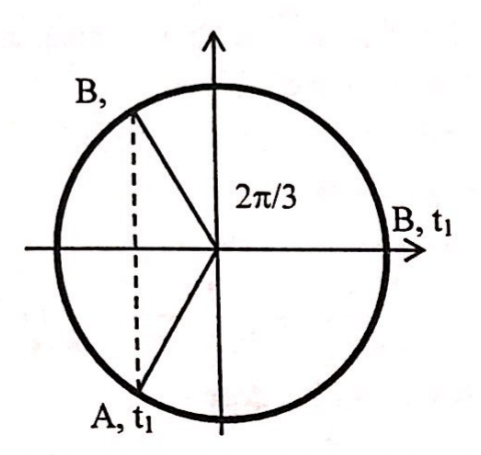 B,
2π/3
B, t₁
A, t₁